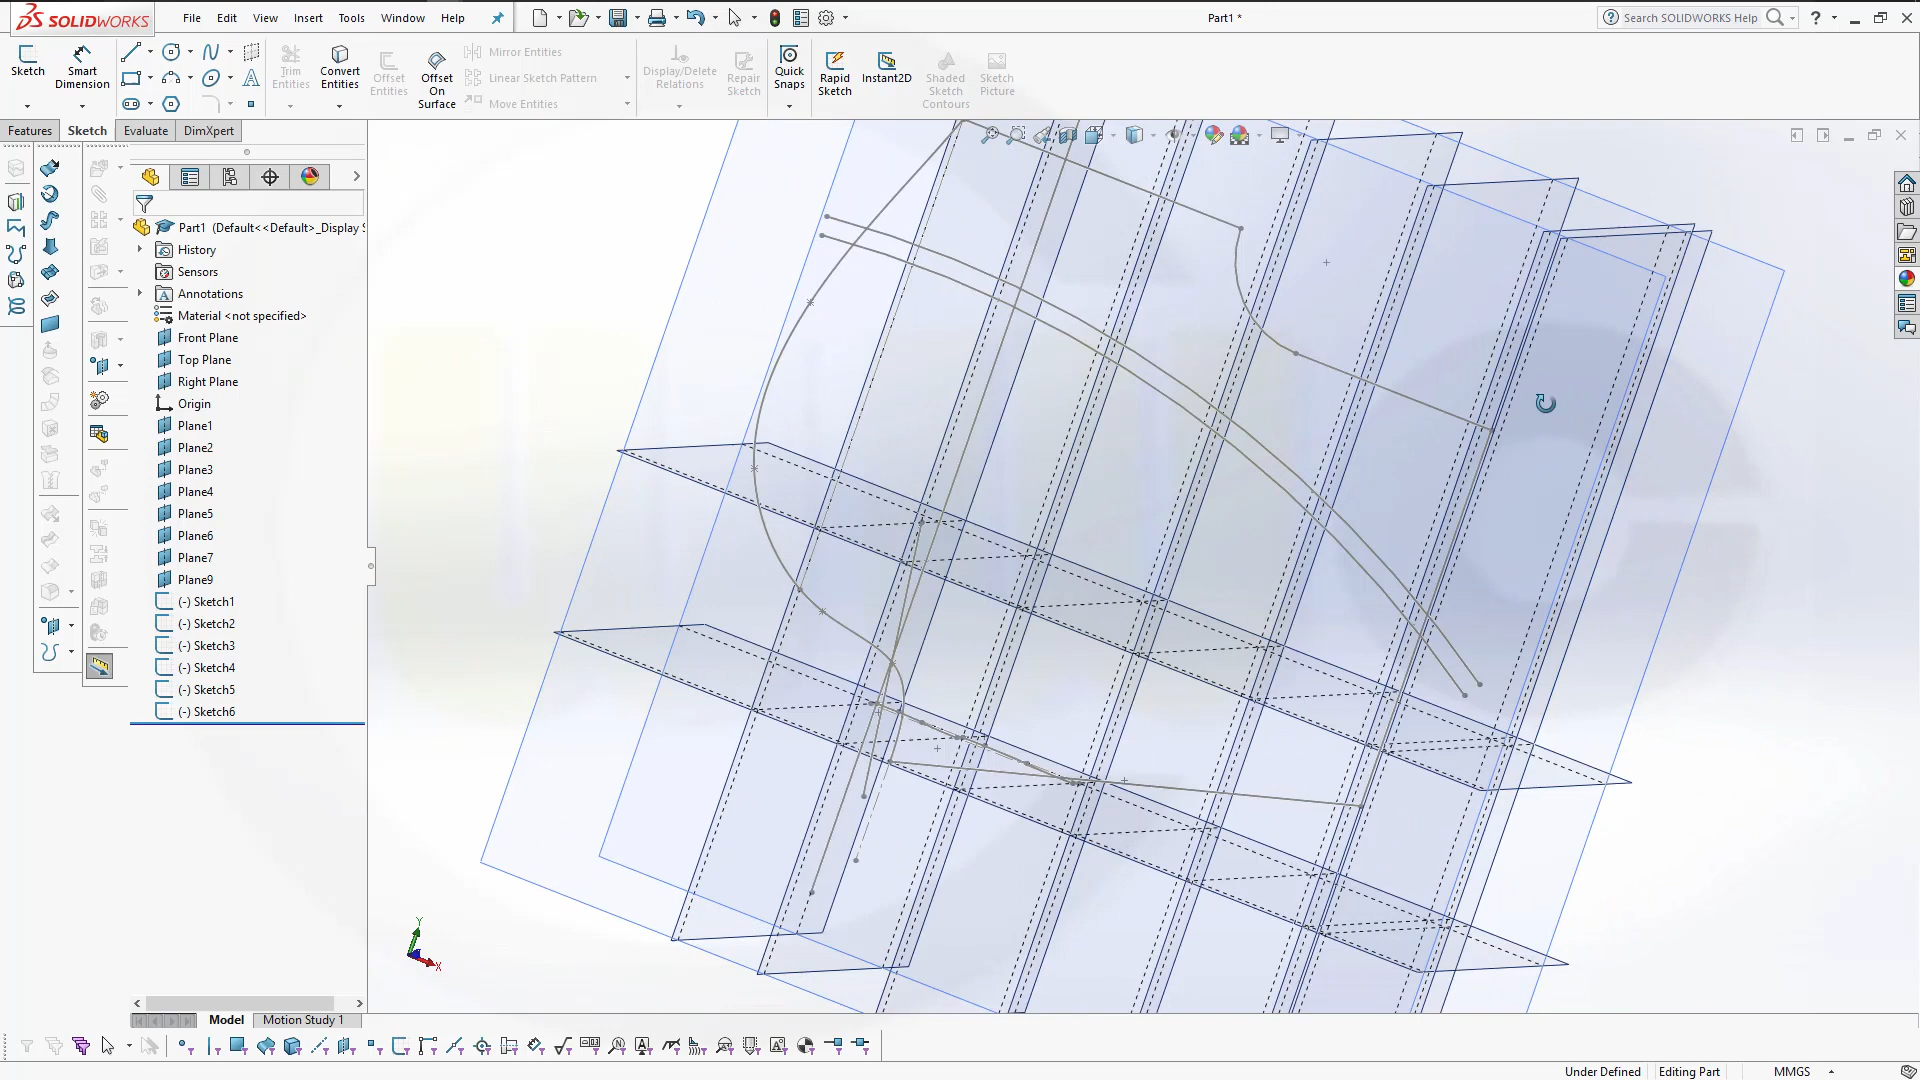 SOLIDWORKS File Edit View Insert Tools Window Help Part1 * Search SOLIDWORKS Help
Sketch Smart Dimension Trim Entities Convert Entities Offset Entities Offset On Surface Mirror Entities Linear Sketch Pattern Move Entities Display/Delete Relations Repair Sketch Quick Snaps Rapid Sketch Instant2D Shaded Sketch Contours Sketch Picture
Features Sketch Evaluate DimXpert
Part1 (Default<<Default>_Display S
History
Sensors
Annotations
Material <not specified>
Front Plane
Top Plane
Right Plane
Origin
Plane1
Plane2
Plane3
Plane4
Plane5
Plane6
Plane7
Plane9
(-) Sketch1
(-) Sketch2
(-) Sketch3
(-) Sketch4
(-) Sketch5
(-) Sketch6
Y
X
Model Motion Study 1
Under Defined Editing Part MMGS